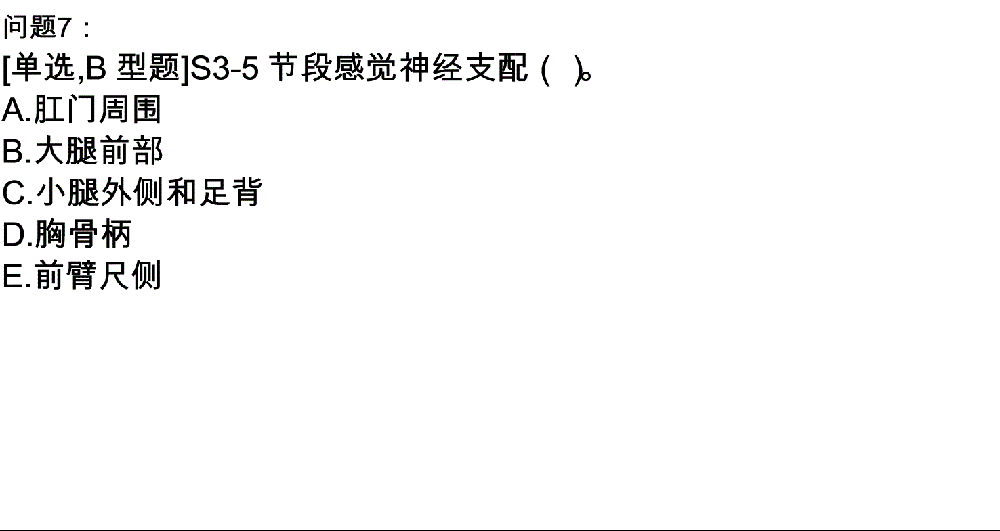 问题7：
[单选,B 型题]S3-5 节段感觉神经支配（ ）。
A.肛门周围
B.大腿前部
C.小腿外侧和足背
D.胸骨柄
E.前臂尺侧